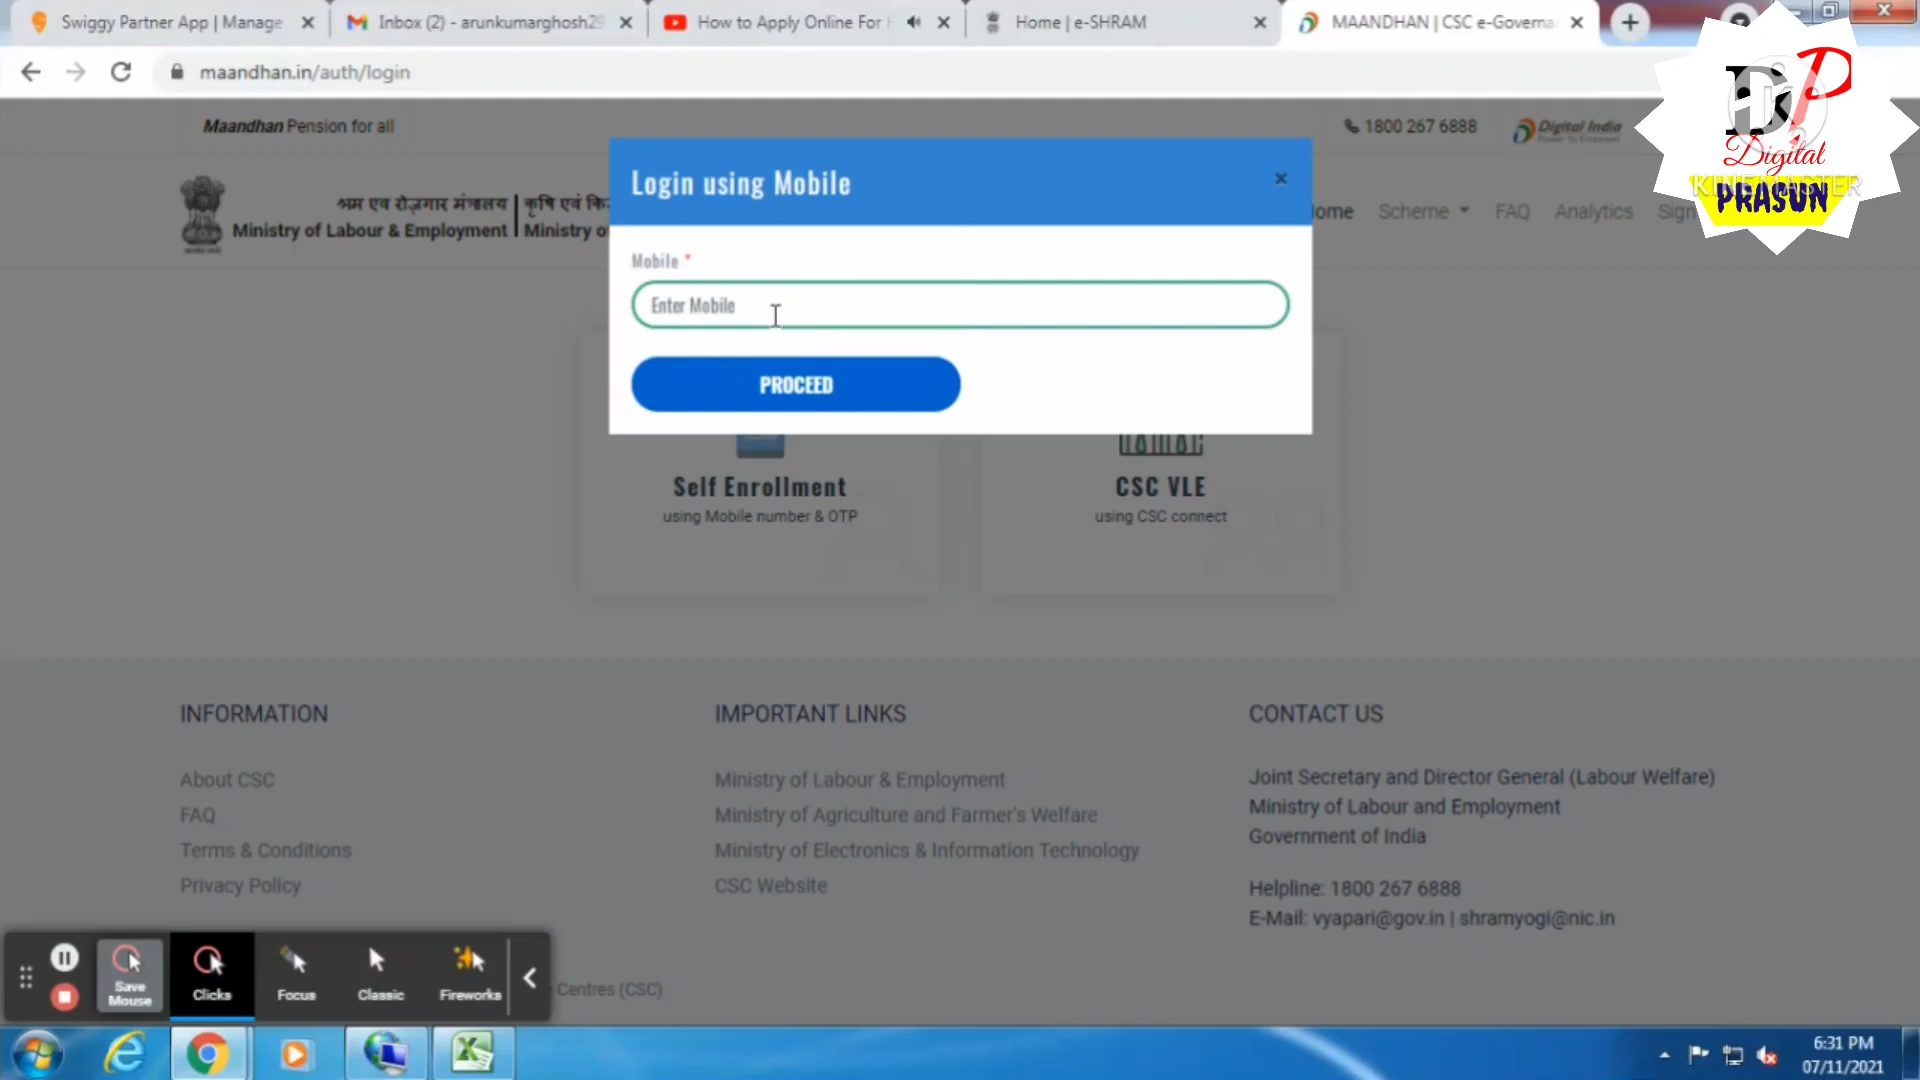 Swiggy Partner App | Manage
Inbox (2) - arunkumarghosh29
How to Apply Online For
Home | e-SHRAM
MAANDHAN | CSC e-Governa
maandhan.in/auth/login
Maandhan Pension for all
1800 267 6888
Digital India
Power To Empower
श्रम एवं रोज़गार मंत्रालय
Ministry of Labour & Employment
कृषि एवं
Ministry
Scheme
FAQ
Analytics
DP
Digital
KINEMASTER
PRASUN
Login using Mobile
Mobile *
Enter Mobile
PROCEED
Self Enrollment
using Mobile number & OTP
CSC VLE
using CSC connect
INFORMATION
About CSC
FAQ
Terms & Conditions
Privacy Policy
IMPORTANT LINKS
Ministry of Labour & Employment
Ministry of Agriculture and Farmer's Welfare
Ministry of Electronics & Information Technology
CSC Website
CONTACT US
Joint Secretary and Director General (Labour Welfare)
Ministry of Labour and Employment
Government of India
Helpline: 1800 267 6888
E-Mail: vyapari@gov.in | shramyogi@nic.in
Centres (CSC)
Save
Mouse
Clicks
Focus
Classic
Fireworks
6:31 PM
07/11/2021